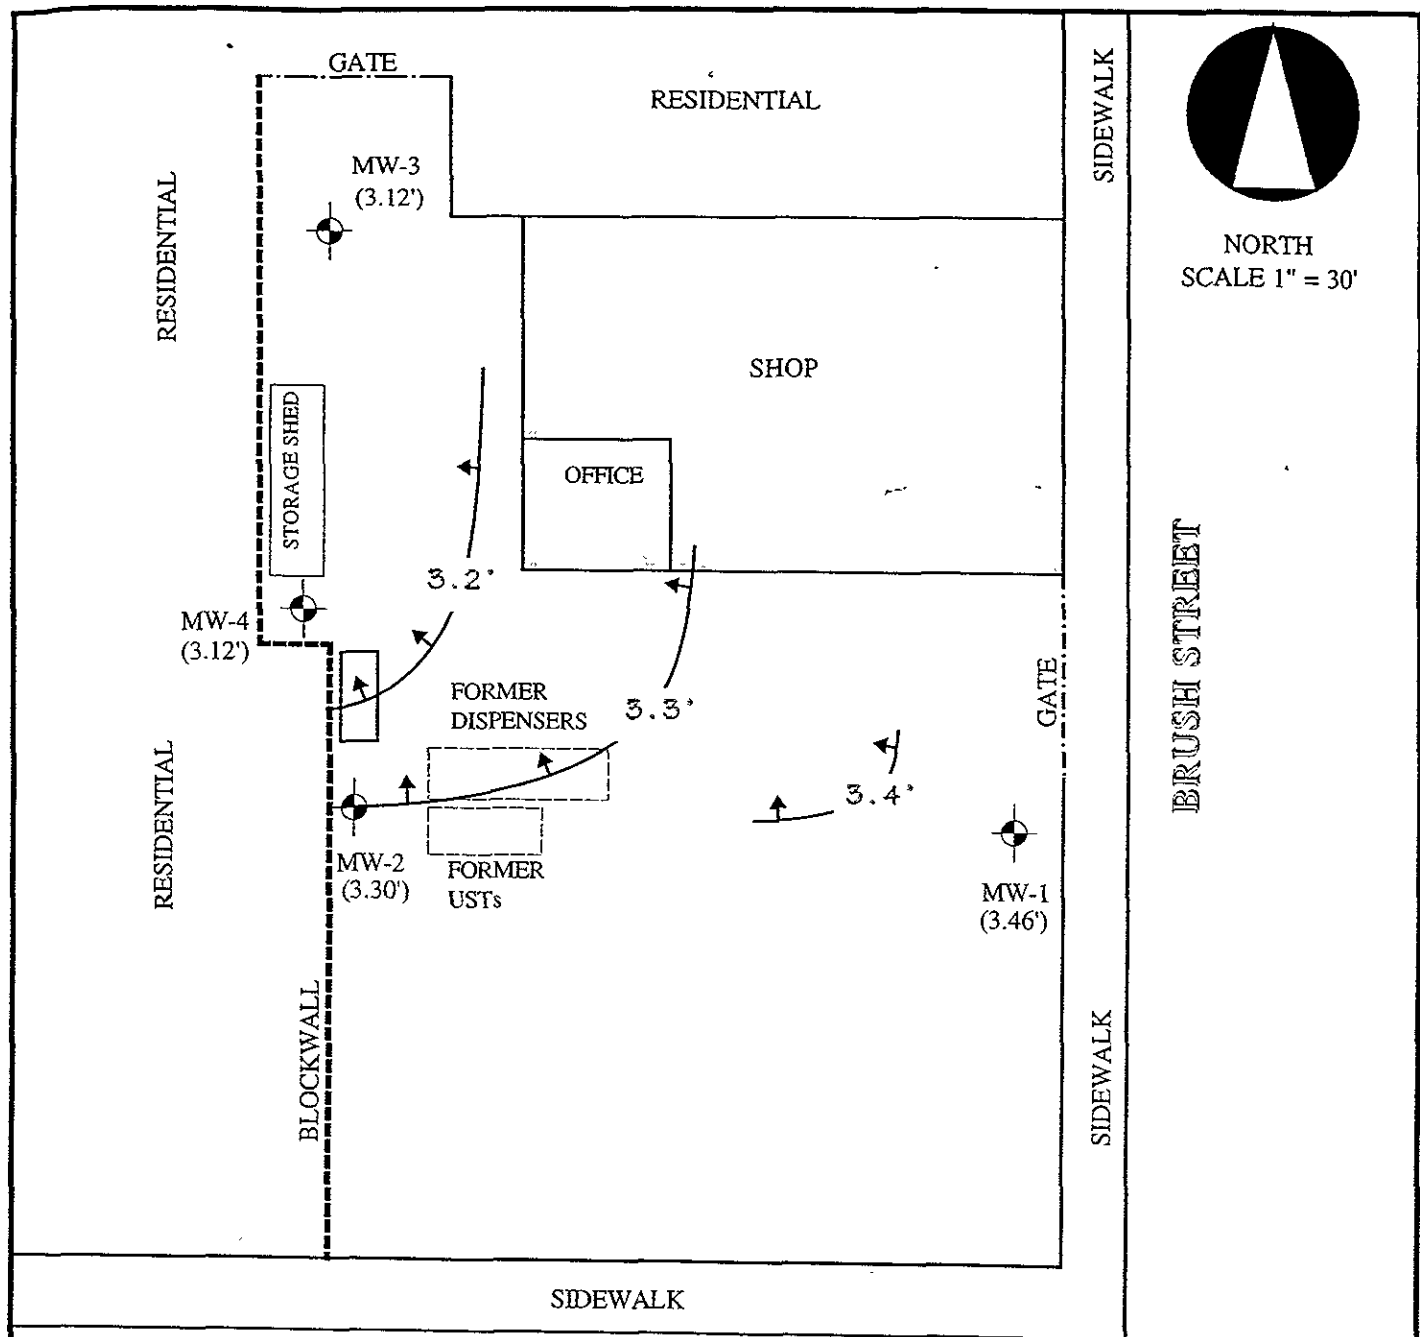 GATE
RESIDENTIAL
SIDEWALK
MW-3
(3.12')
RESIDENTIAL
NORTH
SCALE 1" = 30'
SHOP
STORAGE SHED
OFFICE
3.2'
MW-4
(3.12')
GATE
BRUSH STREET
FORMER
DISPENSERS
3.3'
RESIDENTIAL
3.4'
MW-2
(3.30')
FORMER
USTs
MW-1
(3.46')
BLOCKWALL
SIDEWALK
SIDEWALK